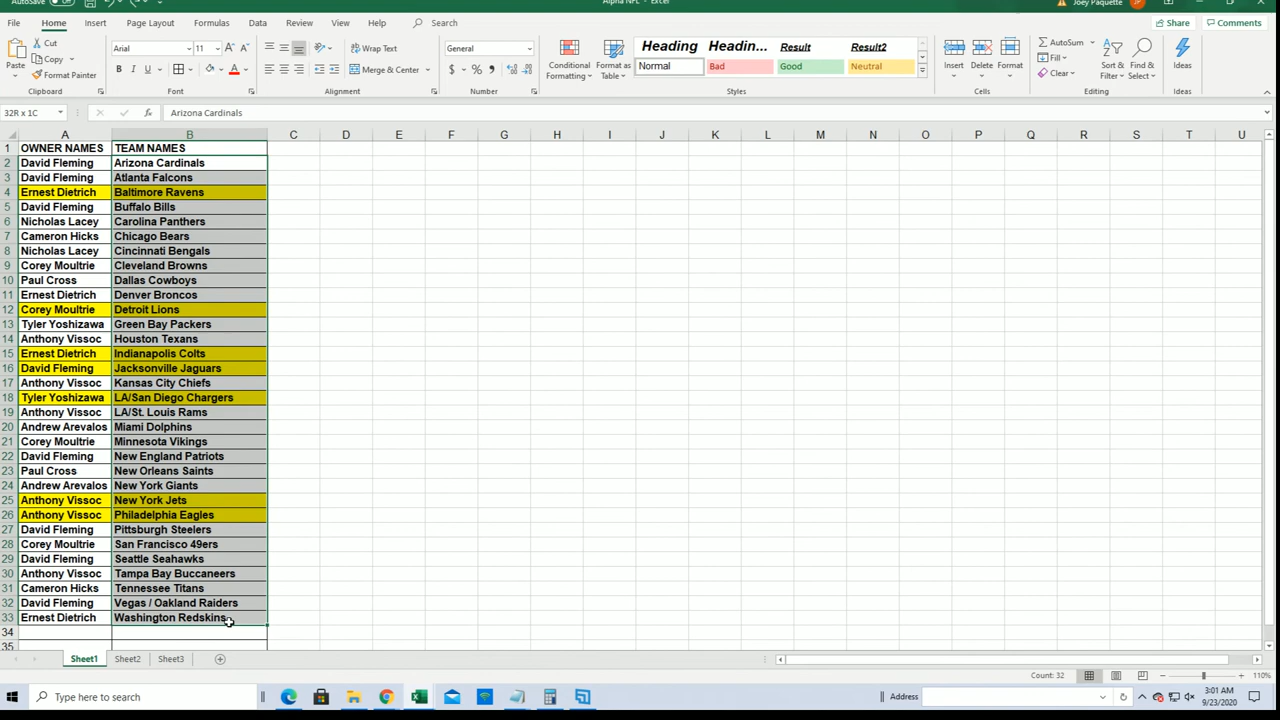 AutoSave Off Alpha NFL - Excel Joey Paquette JP
File Home Insert Page Layout Formulas Data Review View Help Search Share Comments
Paste Cut Copy Format Painter Clipboard
Arial 11 A A B I U A Font
Wrap Text Merge & Center Alignment
General $ % , Number
Conditional Formatting Format as Table
Heading Headin... Result Result2
Normal Bad Good Neutral
Styles
Insert Delete Format Cells
AutoSum Fill Clear Sort & Filter Find & Select Editing
Ideas Ideas
32R x 1C fx Arizona Cardinals
A B C D E F G H I J K L M N O P Q R S T U
1 OWNER NAMES TEAM NAMES
2 David Fleming Arizona Cardinals
3 David Fleming Atlanta Falcons
4 Ernest Dietrich Baltimore Ravens
5 David Fleming Buffalo Bills
6 Nicholas Lacey Carolina Panthers
7 Cameron Hicks Chicago Bears
8 Nicholas Lacey Cincinnati Bengals
9 Corey Moultrie Cleveland Browns
10 Paul Cross Dallas Cowboys
11 Ernest Dietrich Denver Broncos
12 Corey Moultrie Detroit Lions
13 Tyler Yoshizawa Green Bay Packers
14 Anthony Vissoc Houston Texans
15 Ernest Dietrich Indianapolis Colts
16 David Fleming Jacksonville Jaguars
17 Anthony Vissoc Kansas City Chiefs
18 Tyler Yoshizawa LA/San Diego Chargers
19 Anthony Vissoc LA/St. Louis Rams
20 Andrew Arevalos Miami Dolphins
21 Corey Moultrie Minnesota Vikings
22 David Fleming New England Patriots
23 Paul Cross New Orleans Saints
24 Andrew Arevalos New York Giants
25 Anthony Vissoc New York Jets
26 Anthony Vissoc Philadelphia Eagles
27 David Fleming Pittsburgh Steelers
28 Corey Moultrie San Francisco 49ers
29 David Fleming Seattle Seahawks
30 Anthony Vissoc Tampa Bay Buccaneers
31 Cameron Hicks Tennessee Titans
32 David Fleming Vegas / Oakland Raiders
33 Ernest Dietrich Washington Redskins
34
35
Sheet1 Sheet2 Sheet3
Count: 32 110%
Type here to search Address 3:01 AM
9/23/2020